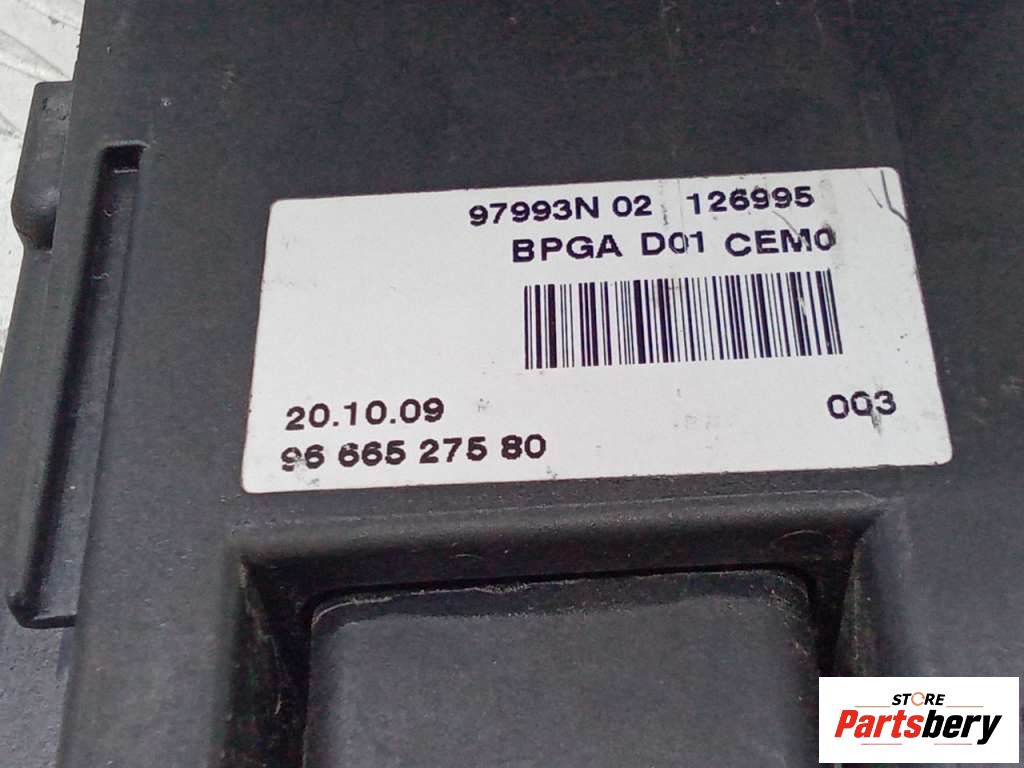 97993N 02 126995
BPGA D01 CEM0
20.10.09
003
96 665 275 80
STORE
Partsbery